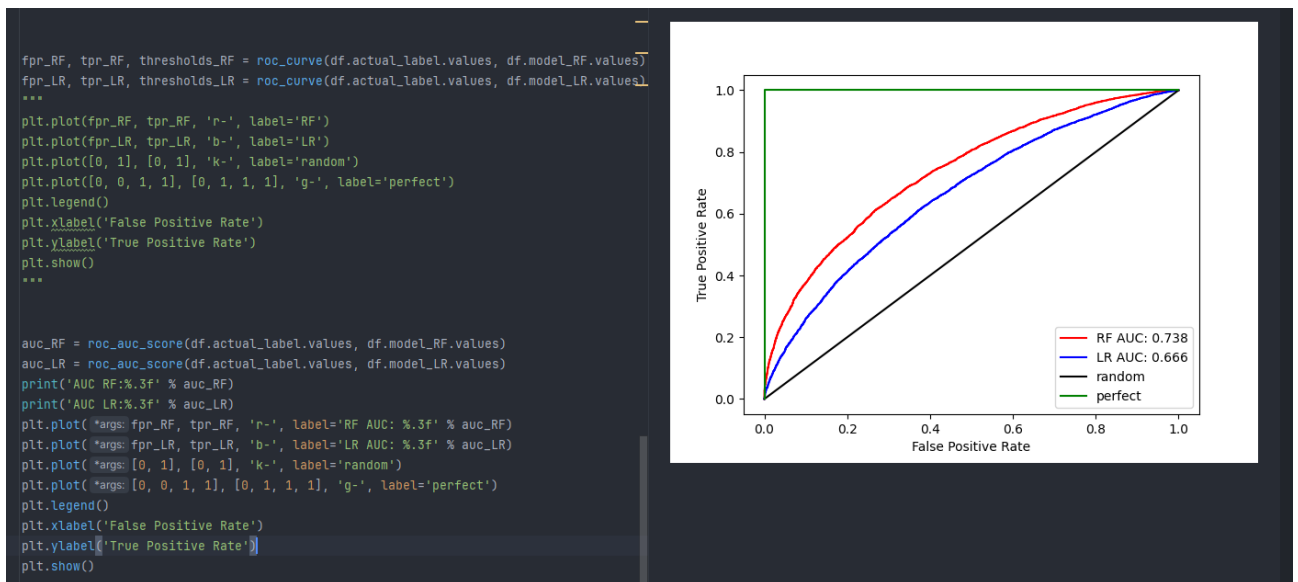 fpr_RF, tpr_RF, thresholds_RF = roc_curve(df.actual_label.values, df.model_RF.values)
fpr_LR, tpr_LR, thresholds_LR = roc_curve(df.actual_label.values, df.model_LR.values)
"""
plt.plot(fpr_RF, tpr_RF, 'r-', label='RF')
plt.plot(fpr_LR, tpr_LR, 'b-', label='LR')
plt.plot([0, 1], [0, 1], 'k-', label='random')
plt.plot([0, 0, 1, 1], [0, 1, 1, 1], 'g-', label='perfect')
plt.legend()
plt.xlabel('False Positive Rate')
plt.ylabel('True Positive Rate')
plt.show()
"""
auc_RF = roc_auc_score(df.actual_label.values, df.model_RF.values)
auc_LR = roc_auc_score(df.actual_label.values, df.model_LR.values)
print('AUC RF:%.3f' % auc_RF)
print('AUC LR:%.3f' % auc_LR)
plt.plot( *args: fpr_RF, tpr_RF, 'r-', label='RF AUC: %.3f' % auc_RF)
plt.plot( *args: fpr_LR, tpr_LR, 'b-', label='LR AUC: %.3f' % auc_LR)
plt.plot( *args: [0, 1], [0, 1], 'k-', label='random')
plt.plot( *args: [0, 0, 1, 1], [0, 1, 1, 1], 'g-', label='perfect')
plt.legend()
plt.xlabel('False Positive Rate')
plt.ylabel('True Positive Rate')
plt.show()
True Positive Rate
1.0
0.8
0.6
0.4
0.2
0.0
RF AUC: 0.738
LR AUC: 0.666
random
perfect
0.0 0.2 0.4 0.6 0.8 1.0
False Positive Rate